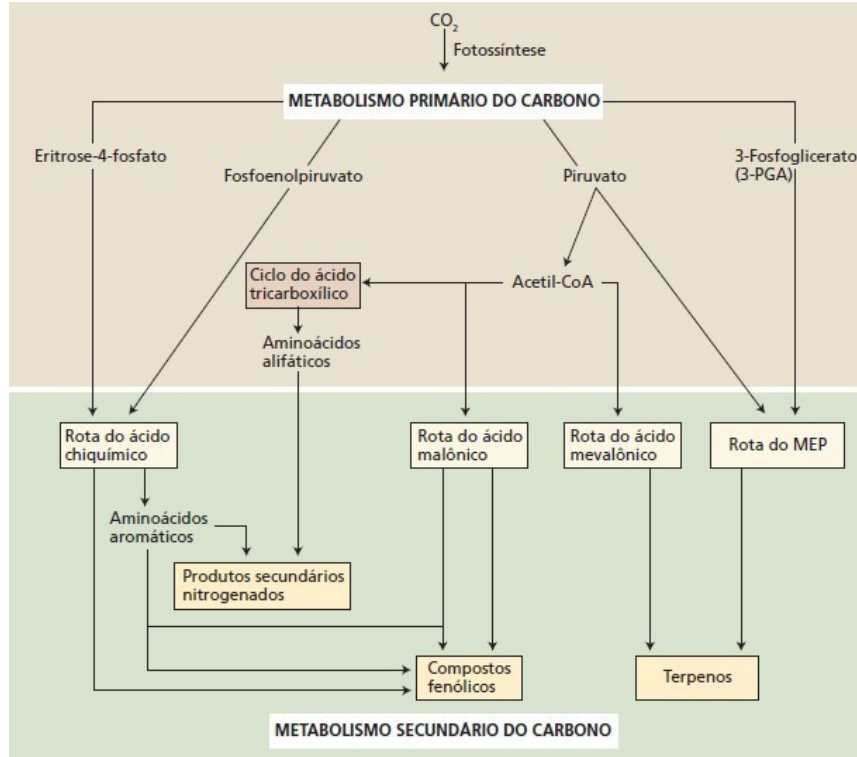 CO2
Fotossíntese
METABOLISMO PRIMÁRIO DO CARBONO
Eritrose-4-fosfato
Fosfoenolpiruvato
Piruvato
3-Fosfoglicerato
(3-PGA)
Ciclo do ácido
tricarboxílico
Acetil-CoA
Aminoácidos
alifáticos
Rota do ácido
chiquímico
Rota do ácido
malônico
Rota do ácido
mevalônico
Rota do MEP
Aminoácidos
aromáticos
Produtos secundários
nitrogenados
Compostos
fenólicos
Terpenos
METABOLISMO SECUNDÁRIO DO CARBONO